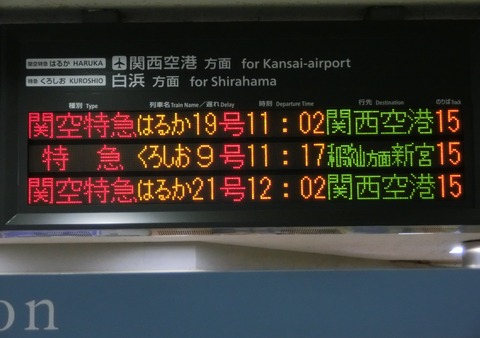 関空特急 はるか HARUKA 関西空港 方面 for Kansai-airport
特急 くろしお KUROSHIO 白浜 方面 for Shirahama
種別 Type 列車名 Train Name／遅れ Delay 時刻 Departure Time 行先 Destination のりば Track
関空特急はるか19号11：02関西空港15
特 急くろしお9号11：17和歌山方面新宮15
関空特急はるか21号12：02関西空港15
on